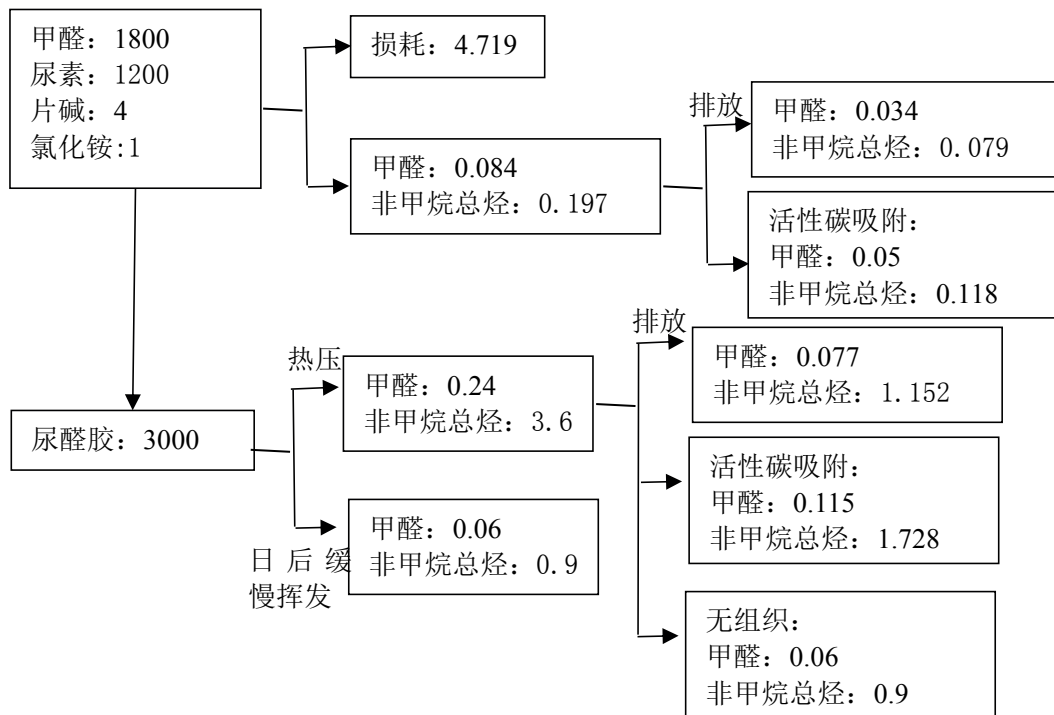 甲醛：1800
尿素：1200
片碱：4
氯化铵:1
损耗：4.719
甲醛：0.084
非甲烷总烃：0.197
排放
甲醛：0.034
非甲烷总烃：0.079
活性碳吸附：
甲醛：0.05
非甲烷总烃：0.118
尿醛胶：3000
热压
甲醛：0.24
非甲烷总烃：3.6
日后缓
慢挥发
甲醛：0.06
非甲烷总烃：0.9
排放
甲醛：0.077
非甲烷总烃：1.152
活性碳吸附：
甲醛：0.115
非甲烷总烃：1.728
无组织：
甲醛：0.06
非甲烷总烃：0.9